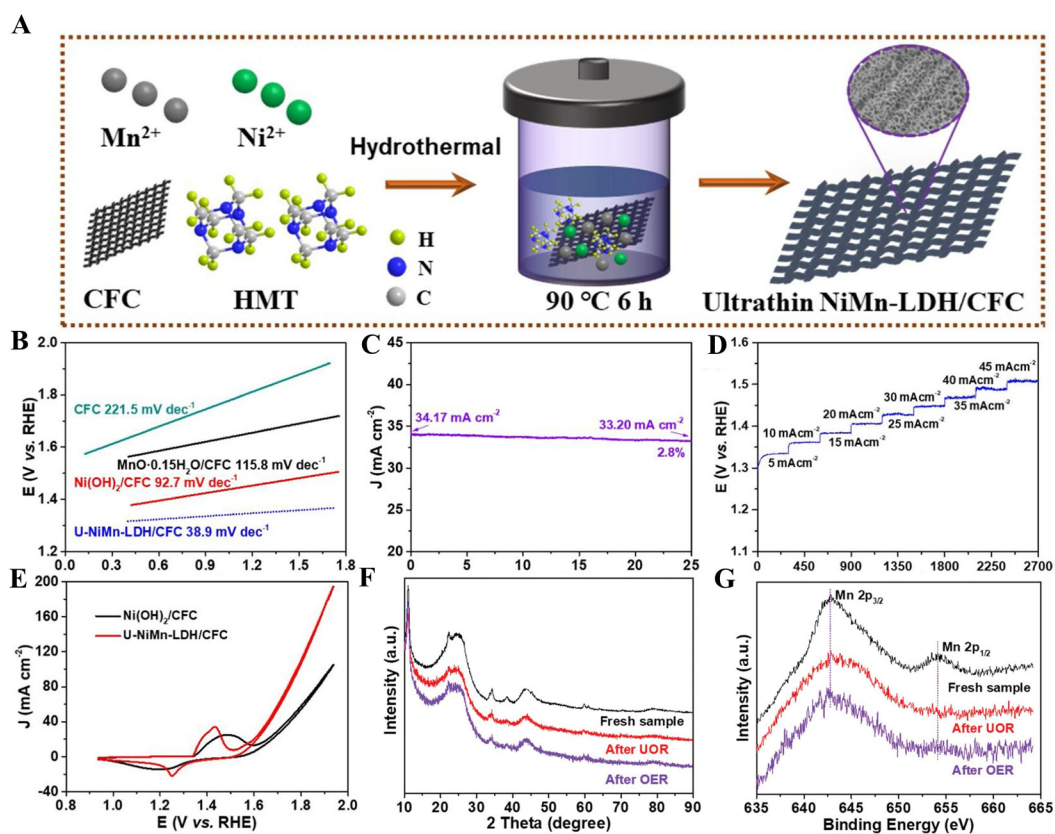 A
Mn2+
Ni2+
Hydrothermal
H
N
C
CFC
HMT
90 ℃ 6 h
Ultrathin NiMn-LDH/CFC
B
E (V vs. RHE)
2.0
1.8
1.6
1.4
1.2
CFC 221.5 mV dec-1
MnO·0.15H2O/CFC 115.8 mV dec-1
Ni(OH)2/CFC 92.7 mV dec-1
U-NiMn-LDH/CFC 38.9 mV dec-1
0.0 0.3 0.6 0.9 1.2 1.5 1.8
C
J (mA cm-2)
45
40
35
30
25
20
34.17 mA cm-2
33.20 mA cm-2
2.8%
0 5 10 15 20 25
D
E (V vs. RHE)
1.6
1.5
1.4
1.3
1.2
1.1
45 mAcm-2
40 mAcm-2
30 mAcm-2
35 mAcm-2
20 mAcm-2
25 mAcm-2
10 mAcm-2
15 mAcm-2
5 mAcm-2
0 450 900 1350 1800 2250 2700
E
J (mA cm-2)
200
160
120
80
40
0
-40
Ni(OH)2/CFC
U-NiMn-LDH/CFC
0.8 1.0 1.2 1.4 1.6 1.8 2.0
E (V vs. RHE)
F
Intensity (a.u.)
Fresh sample
After UOR
After OER
10 20 30 40 50 60 70 80 90
2 Theta (degree)
G
Intensity (a.u.)
Mn 2p3/2
Mn 2p1/2
Fresh sample
After UOR
After OER
635 640 645 650 655 660 665
Binding Energy (eV)